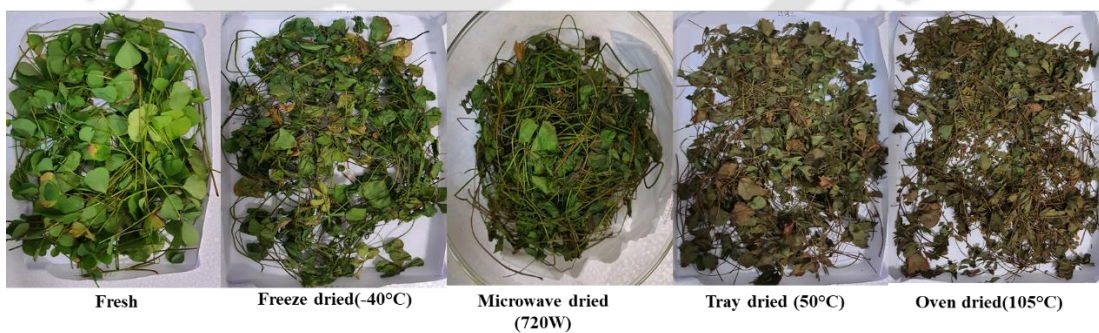 Fresh
Freeze dried(-40°C)
Microwave dried
(720W)
Tray dried (50°C)
Oven dried(105°C)